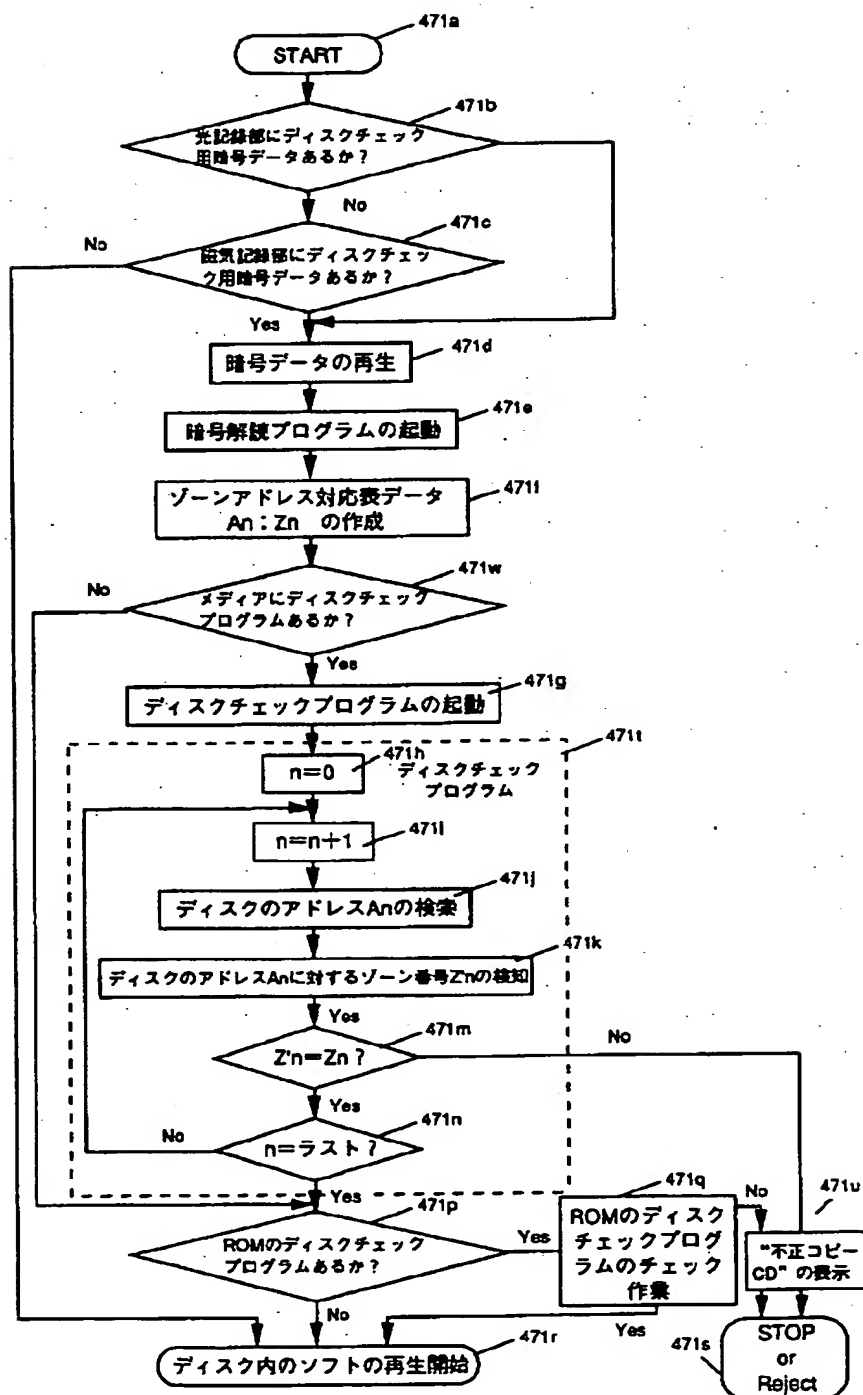 471a
START
471b
光記録部にディスクチェック
用暗号データあるか?
No
471c
No
磁気記録部にディスクチェッ
ク用暗号データあるか?
Yes
471d
暗号データの再生
471e
暗号解読プログラムの起動
471f
ゾーンアドレス対応表データ
An:Zn の作成
471w
No
メディアにディスクチェック
プログラムあるか?
Yes
471g
ディスクチェックプログラムの起動
471t
471h
n=0
ディスクチェック
プログラム
471i
n=n+1
471j
ディスクのアドレスAnの検索
471k
ディスクのアドレスAnに対するゾーン番号Z'nの検知
Yes
471m
No
Z'n=Zn?
Yes
471n
No
n=ラスト?
Yes
471p
471q
No
471u
ROMのディスクチェック
プログラムあるか?
Yes
ROMのディスク
チェックプログ
ラムのチェック
作業
“不正コピー
CD”の表示
No
Yes
471r
ディスク内のソフトの再生開始
471s
STOP
or
Reject